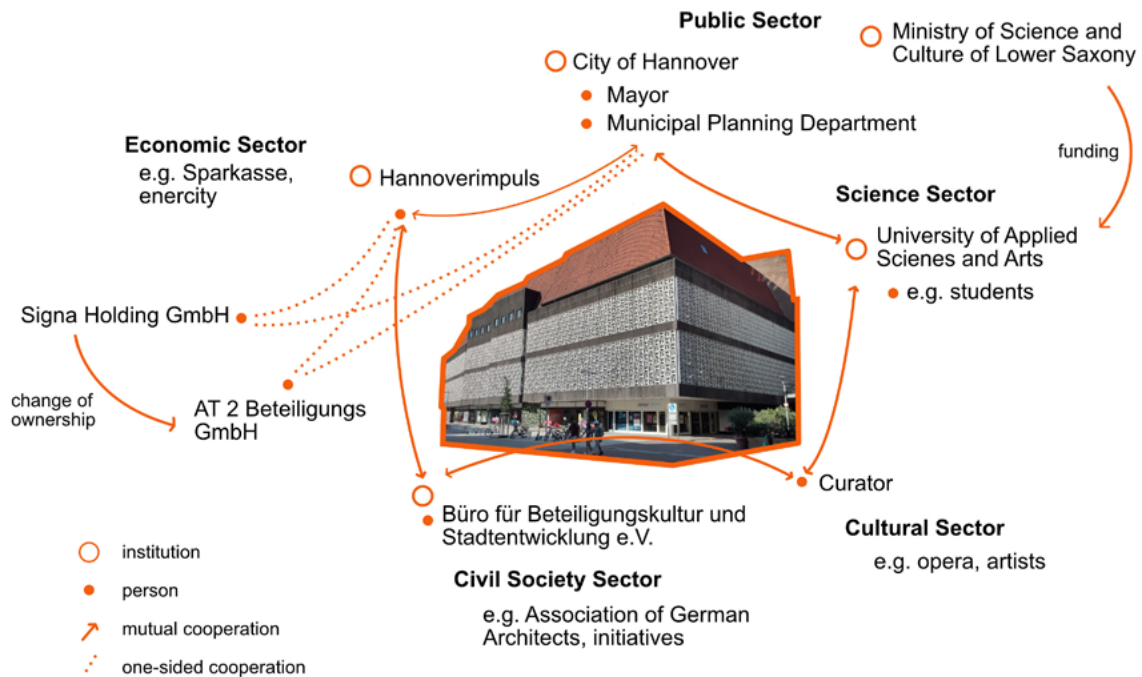 Public Sector
Ministry of Science and
Culture of Lower Saxony
City of Hannover
Mayor
Municipal Planning Department
funding
Economic Sector
e.g. Sparkasse,
enercity
Hannoverimpuls
Science Sector
University of Applied
Scienes and Arts
e.g. students
Signa Holding GmbH
change of
ownership
AT 2 Beteiligungs
GmbH
Curator
Büro für Beteiligungskultur und
Stadtentwicklung e.V.
Cultural Sector
e.g. opera, artists
Civil Society Sector
e.g. Association of German
Architects, initiatives
institution
person
mutual cooperation
one-sided cooperation